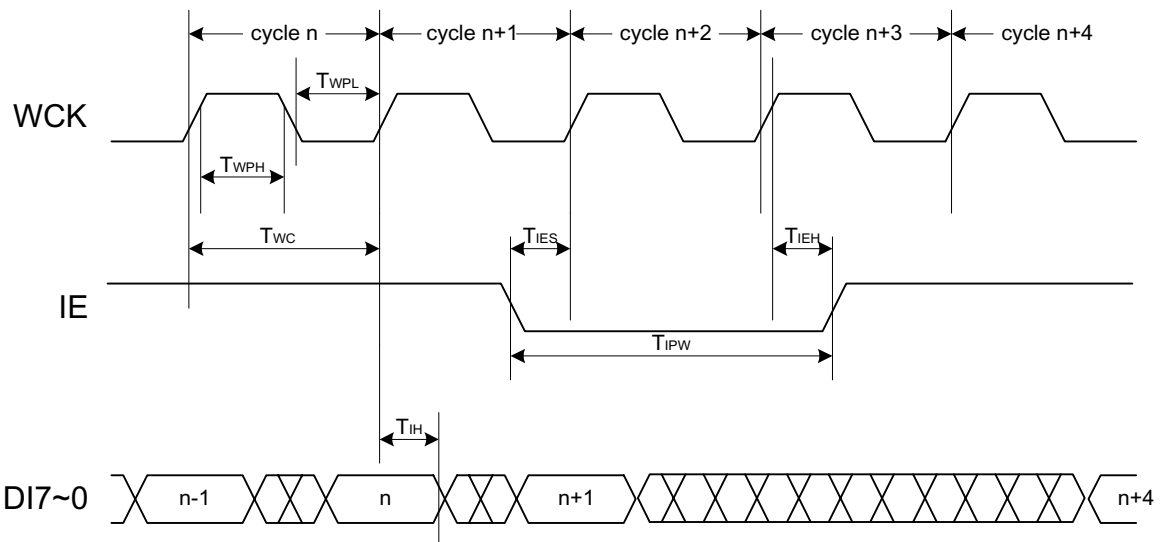 cycle n cycle n+1 cycle n+2 cycle n+3 cycle n+4
TWPL
WCK
TWPH
TWC TIES TIEH
IE
TIPW
TIH
DI7~0 n-1 n n+1 n+4